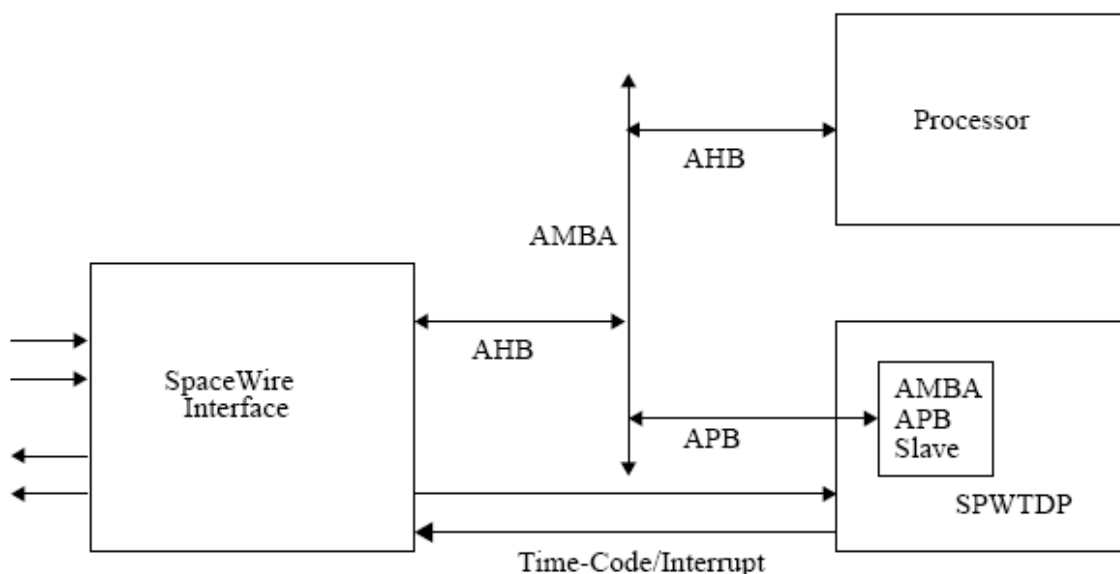 Processor
AHB
AMBA
AHB
SpaceWire
Interface
AMBA
APB
Slave
APB
SPWTDP
Time-Code/Interrupt